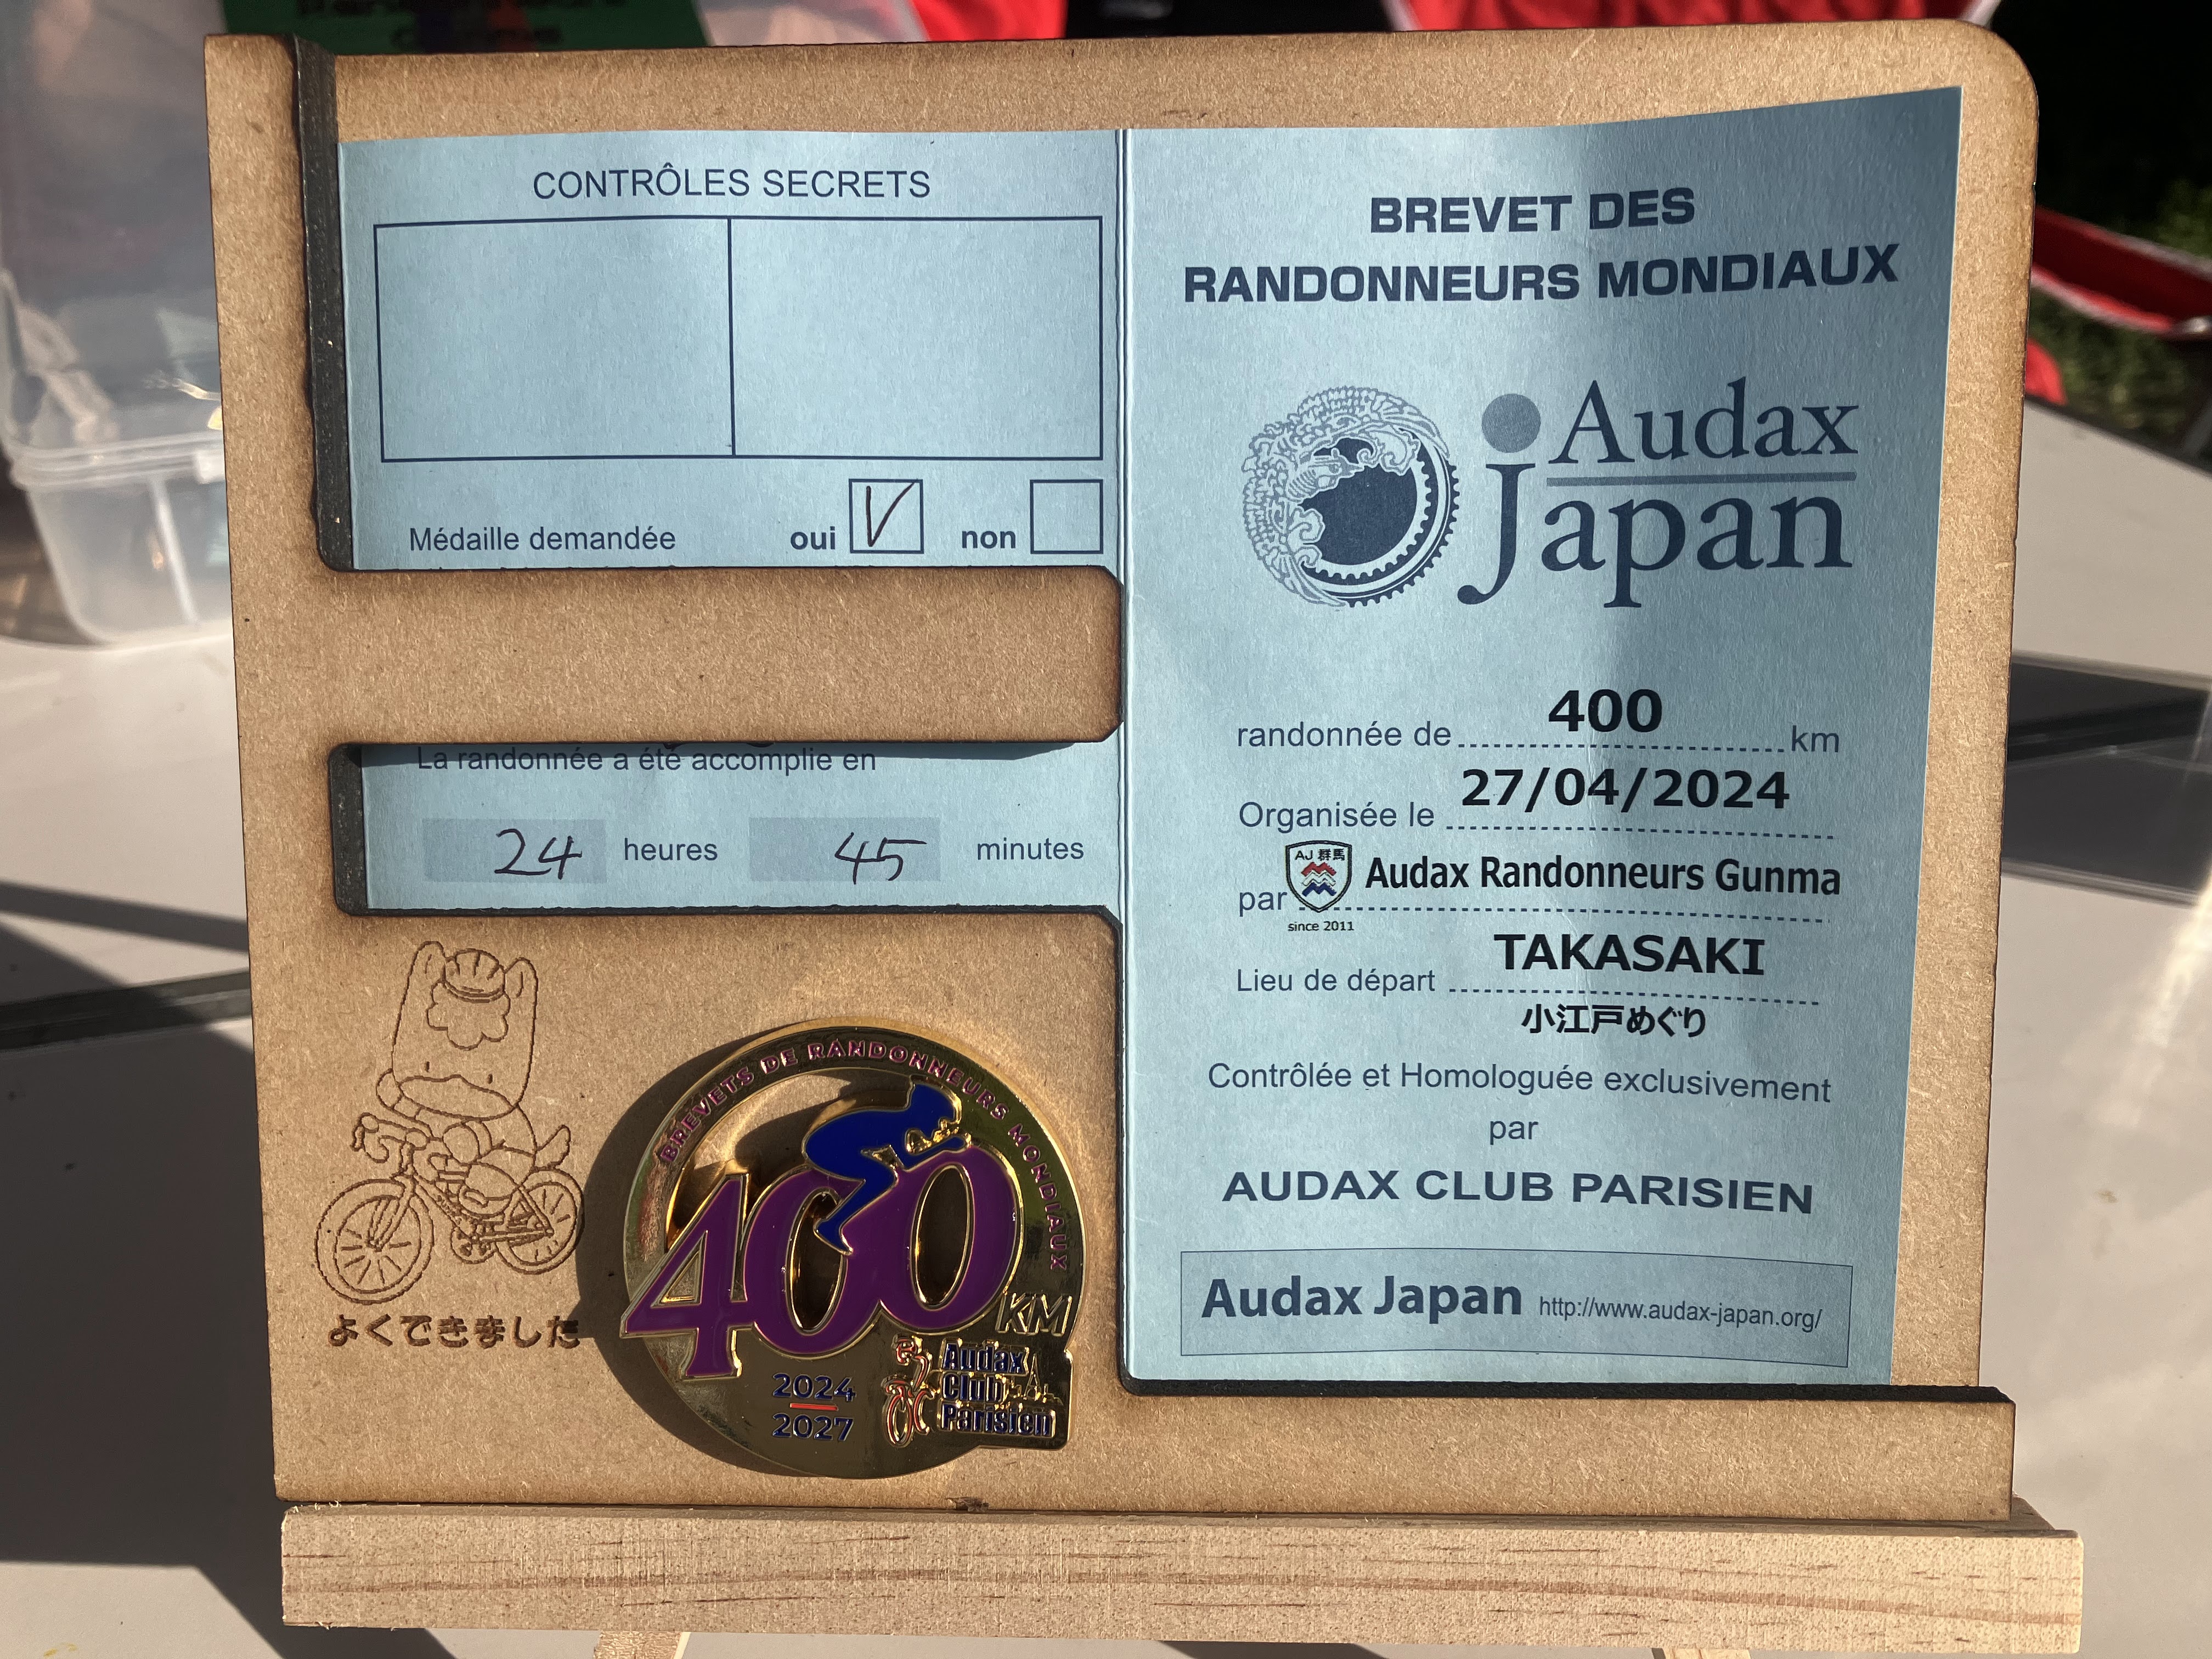 CONTRÔLES SECRETS
Médaille demandée oui V non
La randonnée a été accomplie en
24 heures 45 minutes
よくできました
BREVETS DE RANDONNEURS MONDIAUX
400
KM
2024
2027
Audax
Club
Parisien
BREVET DES
RANDONNEURS MONDIAUX
Audax
Japan
randonnée de 400 km
Organisée le 27/04/2024
AJ 群馬
par Audax Randonneurs Gunma
since 2011
Lieu de départ TAKASAKI
小江戸めぐり
Contrôlée et Homologuée exclusivement
par
AUDAX CLUB PARISIEN
Audax Japan http://www.audax-japan.org/